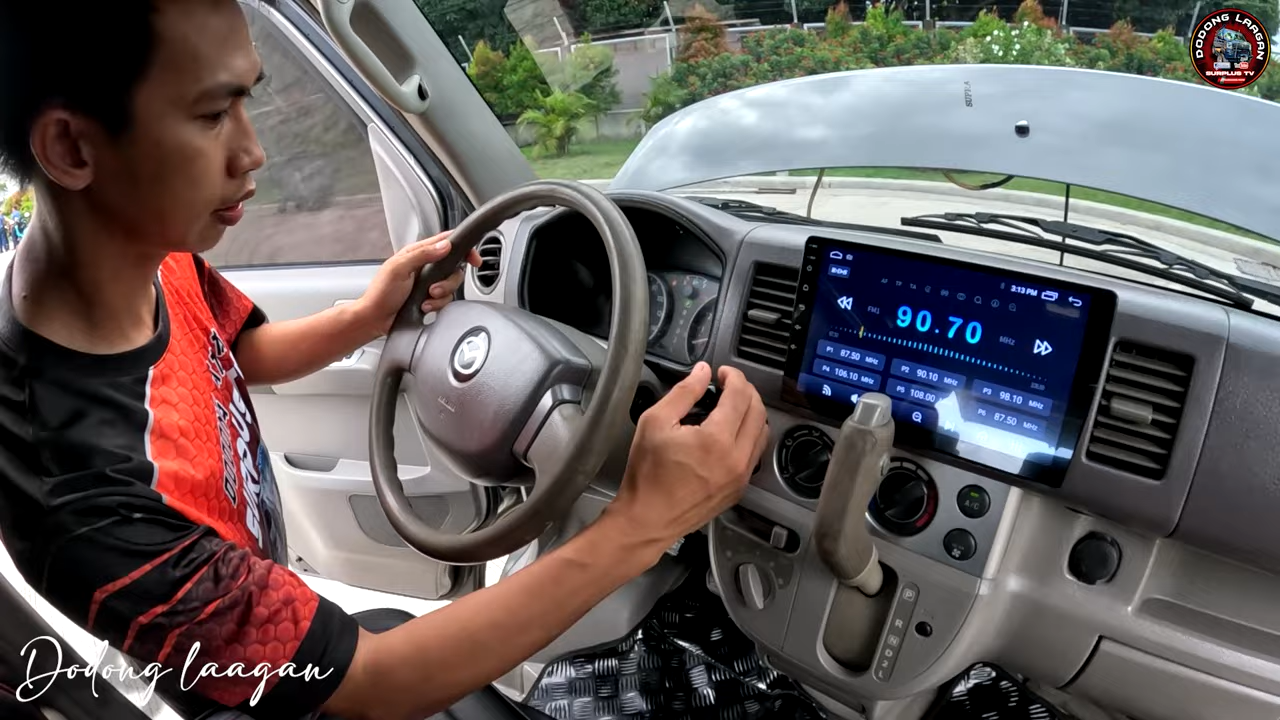 DODONG LAAGAN
SURPLUS TV
3:13 PM
FM1
90.70
MHz
P1 87.50 MHz
P2 90.10 MHz
P3 98.10 MHz
P4 106.10 MHz
P5 108.00
P6 87.50 MHz
A/C
P
R
N
D
2
L
Dodong laagan